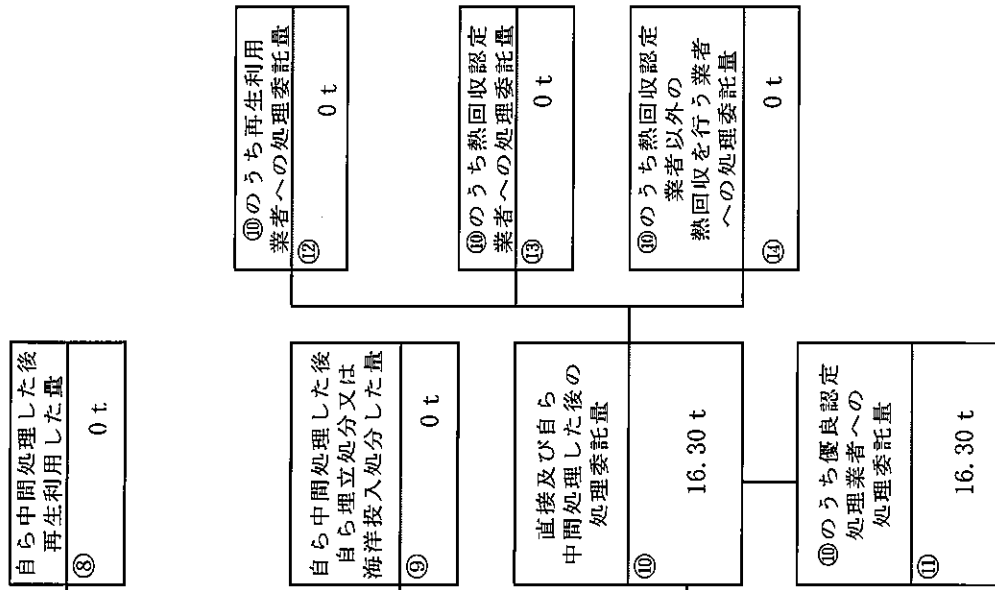 自ら中間処理した後
再生利用した量
⑧
0 t
自ら中間処理した後
自ら埋立処分又は
海洋投入処分した量
⑨
0 t
直接及び自ら
中間処理した後の
処理委託量
⑩
16.30 t
⑩のうち優良認定
処理業者への
処理委託量
⑪
16.30 t
⑩のうち再生利用
業者への処理委託量
⑫
0 t
⑩のうち熱回収認定
業者への処理委託量
⑬
0 t
⑩のうち熱回収認定
業者以外の
熱回収を行う業者
への処理委託量
⑭
0 t